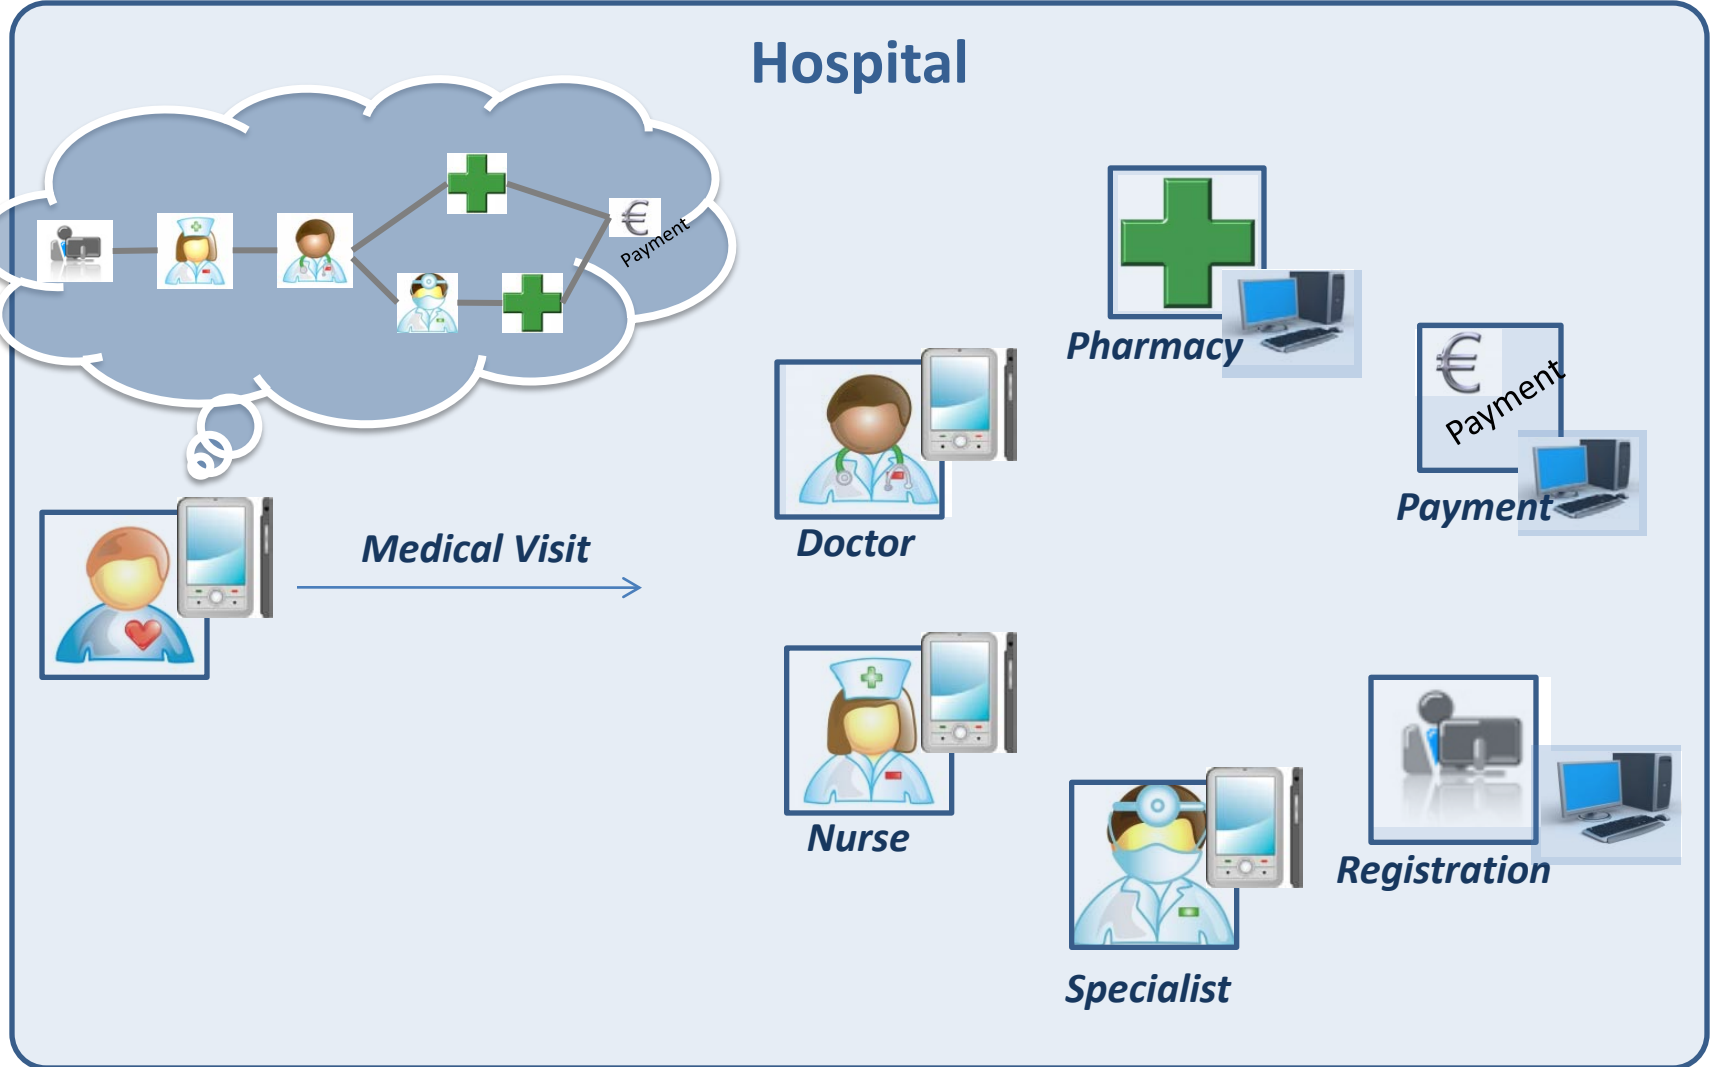 Hospital
€
Payment
Pharmacy
€
Payment
Payment
Doctor
Medical Visit
Nurse
Registration
Specialist